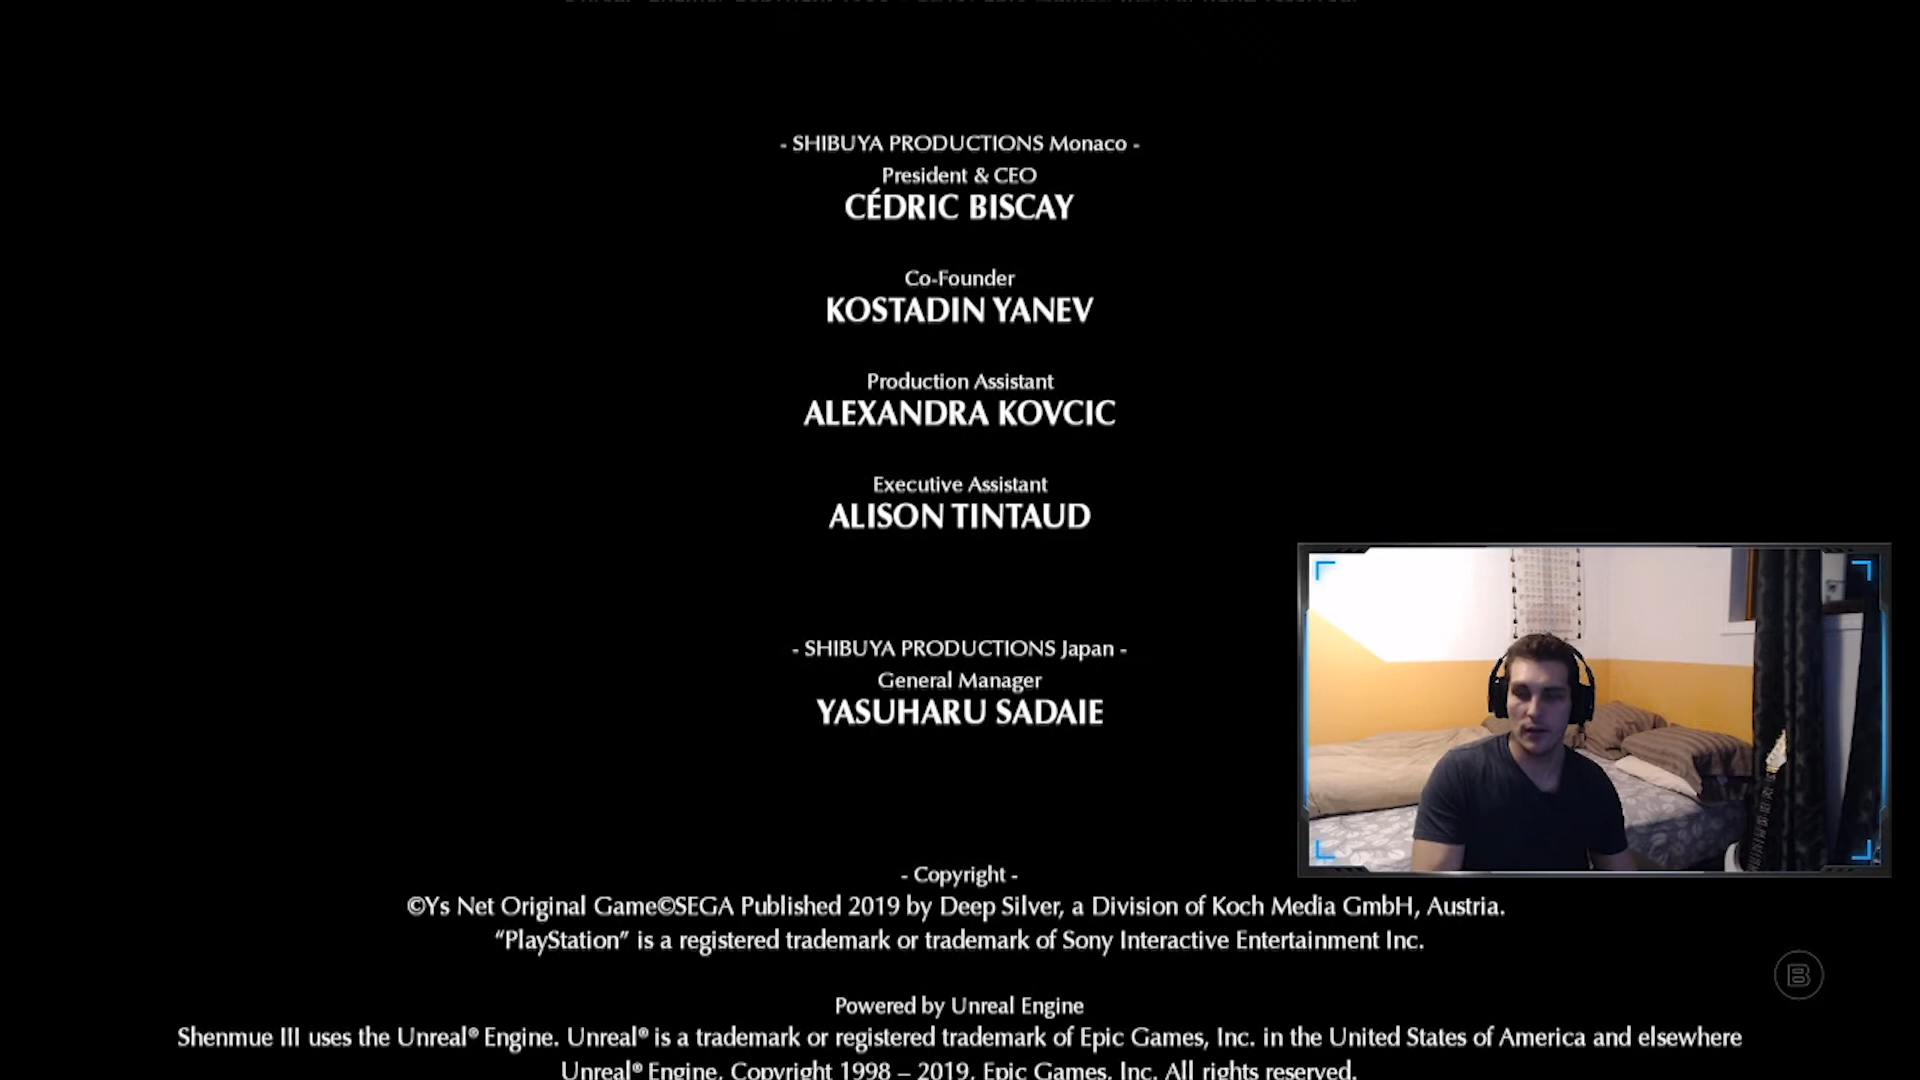 - SHIBUYA PRODUCTIONS Monaco -
President & CEO
CÉDRIC BISCAY
Co-Founder
KOSTADIN YANEV
Production Assistant
ALEXANDRA KOVCIC
Executive Assistant
ALISON TINTAUD
- SHIBUYA PRODUCTIONS Japan -
General Manager
YASUHARU SADAIE
- Copyright -
©Ys Net Original Game©SEGA Published 2019 by Deep Silver, a Division of Koch Media GmbH, Austria.
“PlayStation” is a registered trademark or trademark of Sony Interactive Entertainment Inc.
B
Powered by Unreal Engine
Shenmue III uses the Unreal® Engine. Unreal® is a trademark or registered trademark of Epic Games, Inc. in the United States of America and elsewhere
Unreal® Engine, Copyright 1998 – 2019, Epic Games, Inc. All rights reserved.